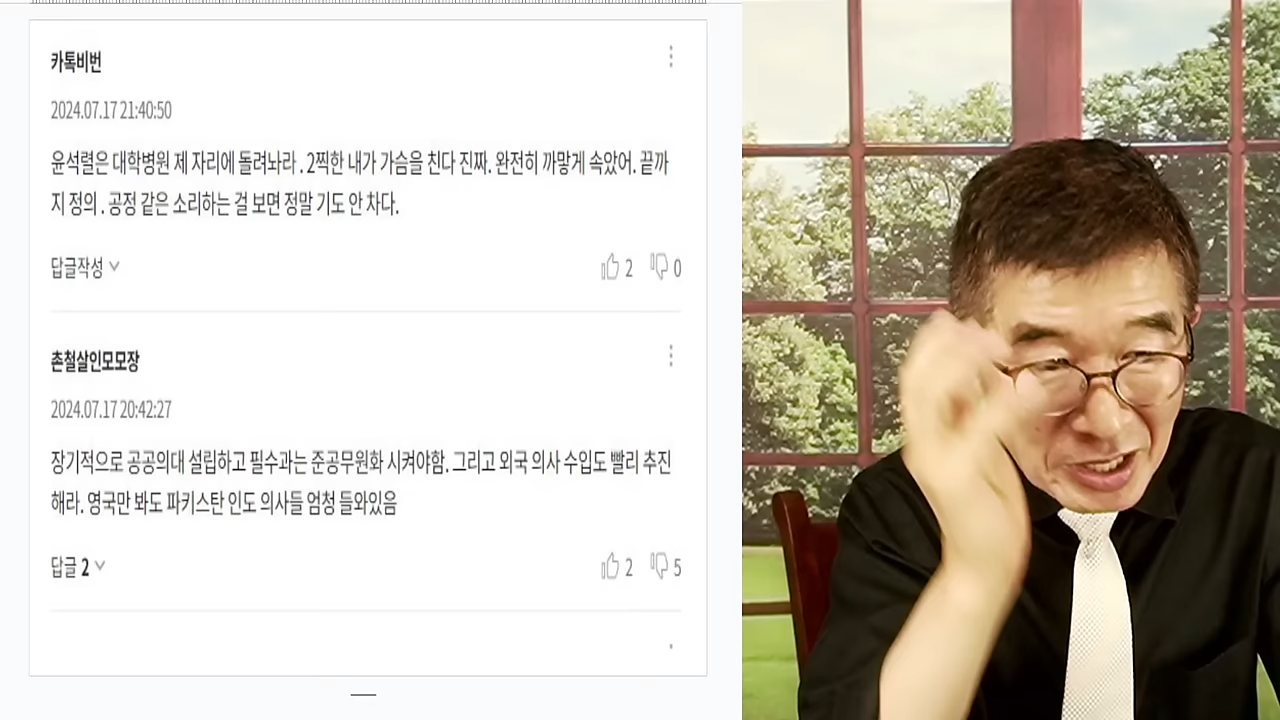 카톡비번
2024.07.17 21:40:50
윤석렬은 대학병원 제 자리에 돌려놔라 . 2찍한 내가 가슴을 친다 진짜. 완전히 까맣게 속았어. 끝까
지 정의 . 공정 같은 소리하는 걸 보면 정말 기도 안 차다.
답글작성
2
0
촌철살인모모장
2024.07.17 20:42:27
장기적으로 공공의대 설립하고 필수과는 준공무원화 시켜야함. 그리고 외국 의사 수입도 빨리 추진
해라. 영국만 봐도 파키스탄 인도 의사들 엄청 들와있음
답글 2
2
5